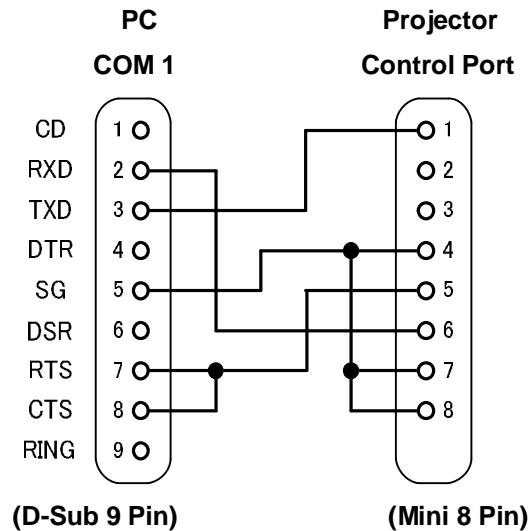 PC Projector
COM 1 Control Port
CD 1 1
RXD 2 2
TXD 3 3
DTR 4 4
SG 5 5
DSR 6 6
RTS 7 7
CTS 8 8
RING 9
(D-Sub 9 Pin) (Mini 8 Pin)